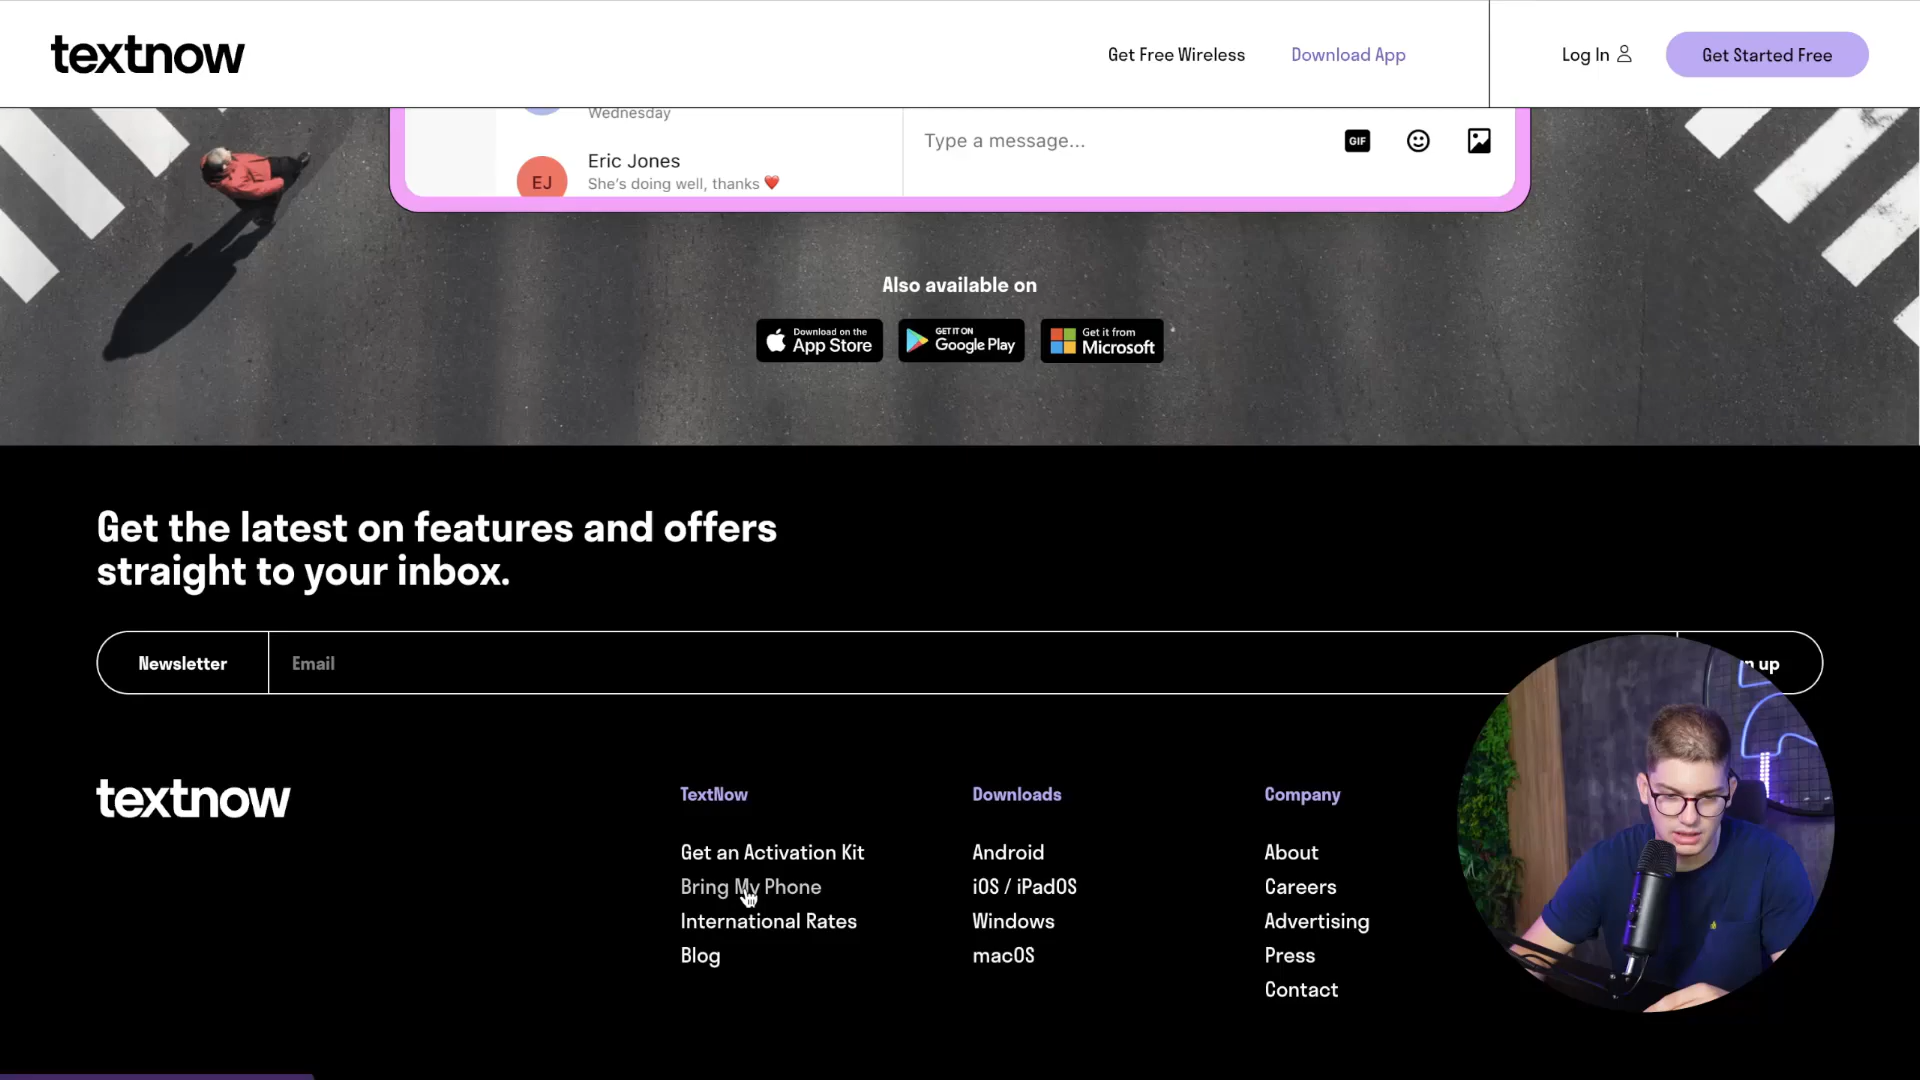 textnow
Get Free Wireless
Download App
Log In
Get Started Free
Wednesday
Type a message...
GIF
Eric Jones
EJ
She's doing well, thanks ❤️
Also available on
Download on the
App Store
GET IT ON
Google Play
Get it from
Microsoft
Get the latest on features and offers
straight to your inbox.
Newsletter
Email
up
textnow
TextNow
Downloads
Company
Get an Activation Kit
Android
About
Bring My Phone
iOS / iPadOS
Careers
International Rates
Windows
Advertising
Blog
macOS
Press
Contact